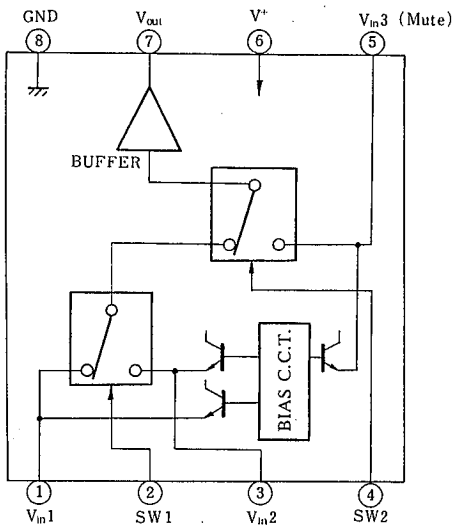 GND Vout V+ Vin3 (Mute)
8 7 6 5
BUFFER
BIAS C.C.T.
1 2 3 4
Vin1 SW1 Vin2 SW2